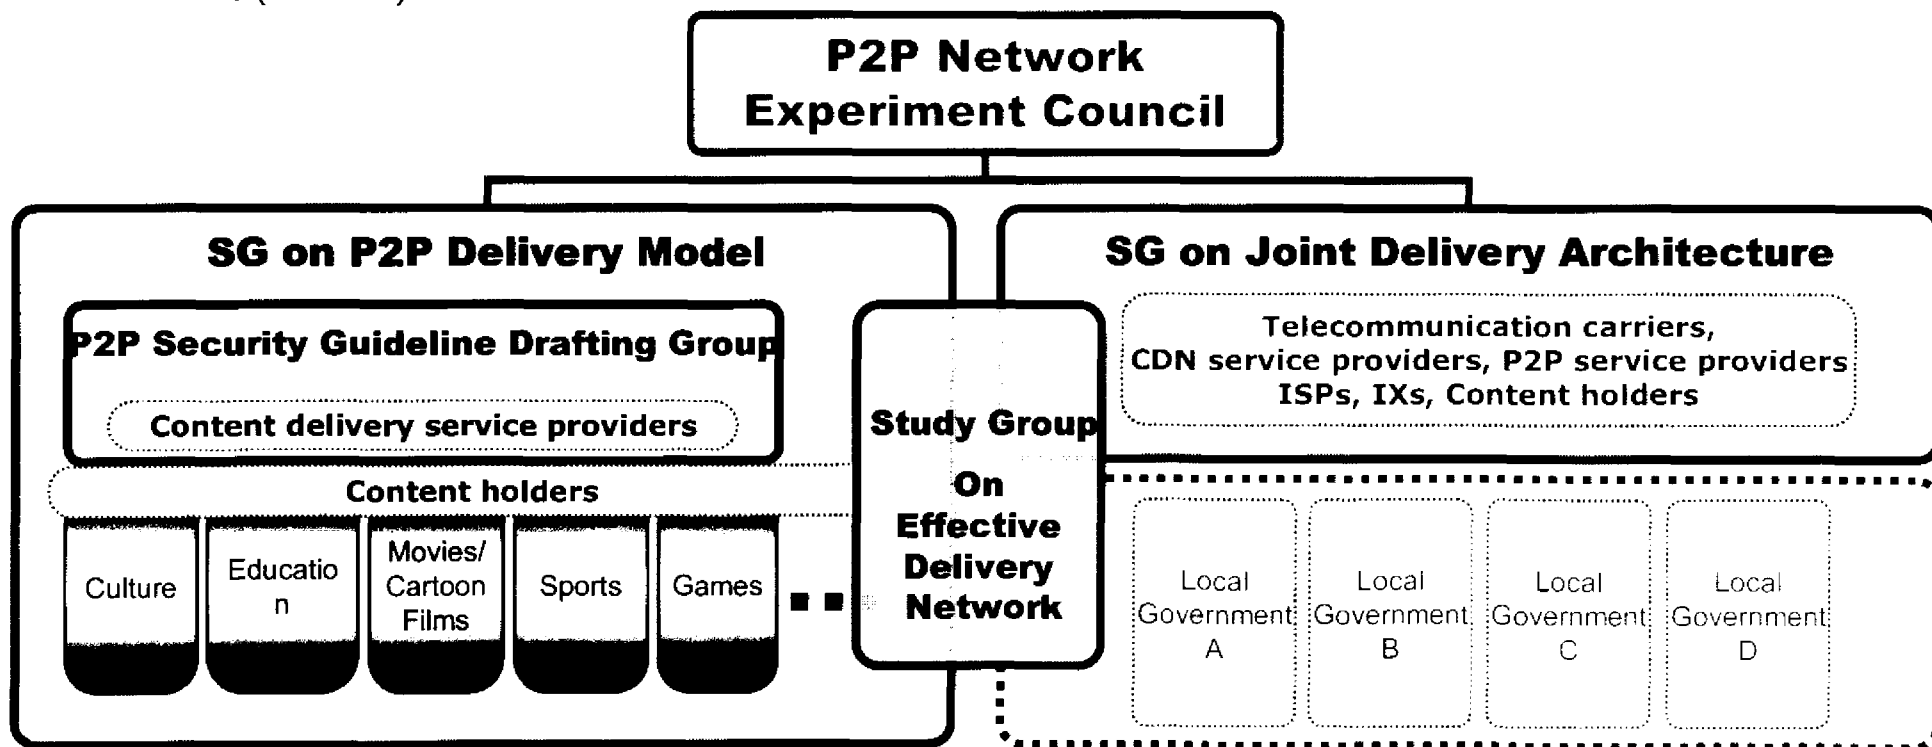 P2P Network
Experiment Council
SG on P2P Delivery Model
P2P Security Guideline Drafting Group
Content delivery service providers
Content holders
Culture
Educatio
n
Movies/
Cartoon
Films
Sports
Games
Study Group
On
Effective
Delivery
Network
SG on Joint Delivery Architecture
Telecommunication carriers,
CDN service providers, P2P service providers
ISPs, IXs, Content holders
Local
Government
A
Local
Government
B
Local
Government
C
Local
Government
D